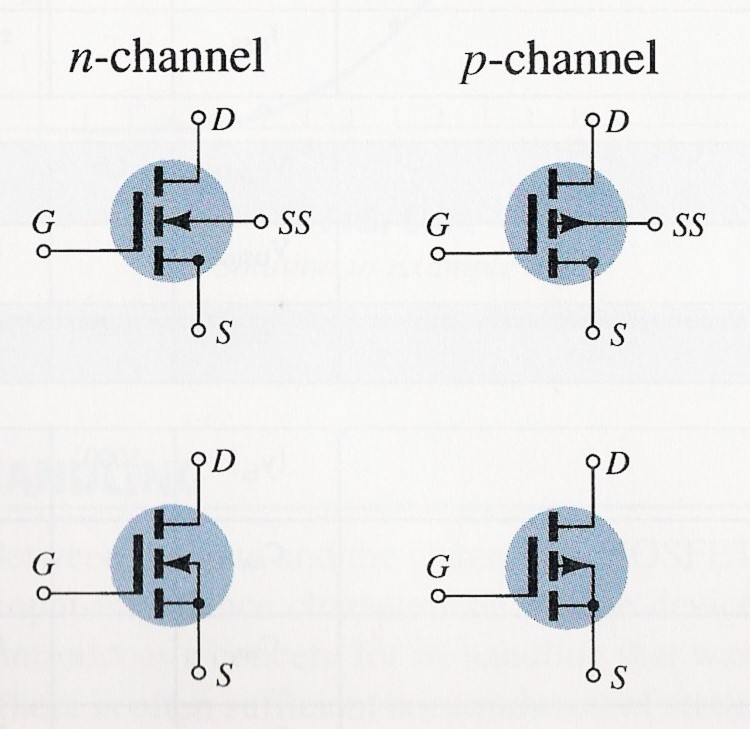 n-channel p-channel
D D
G SS G SS
S S
D D
G G
S S